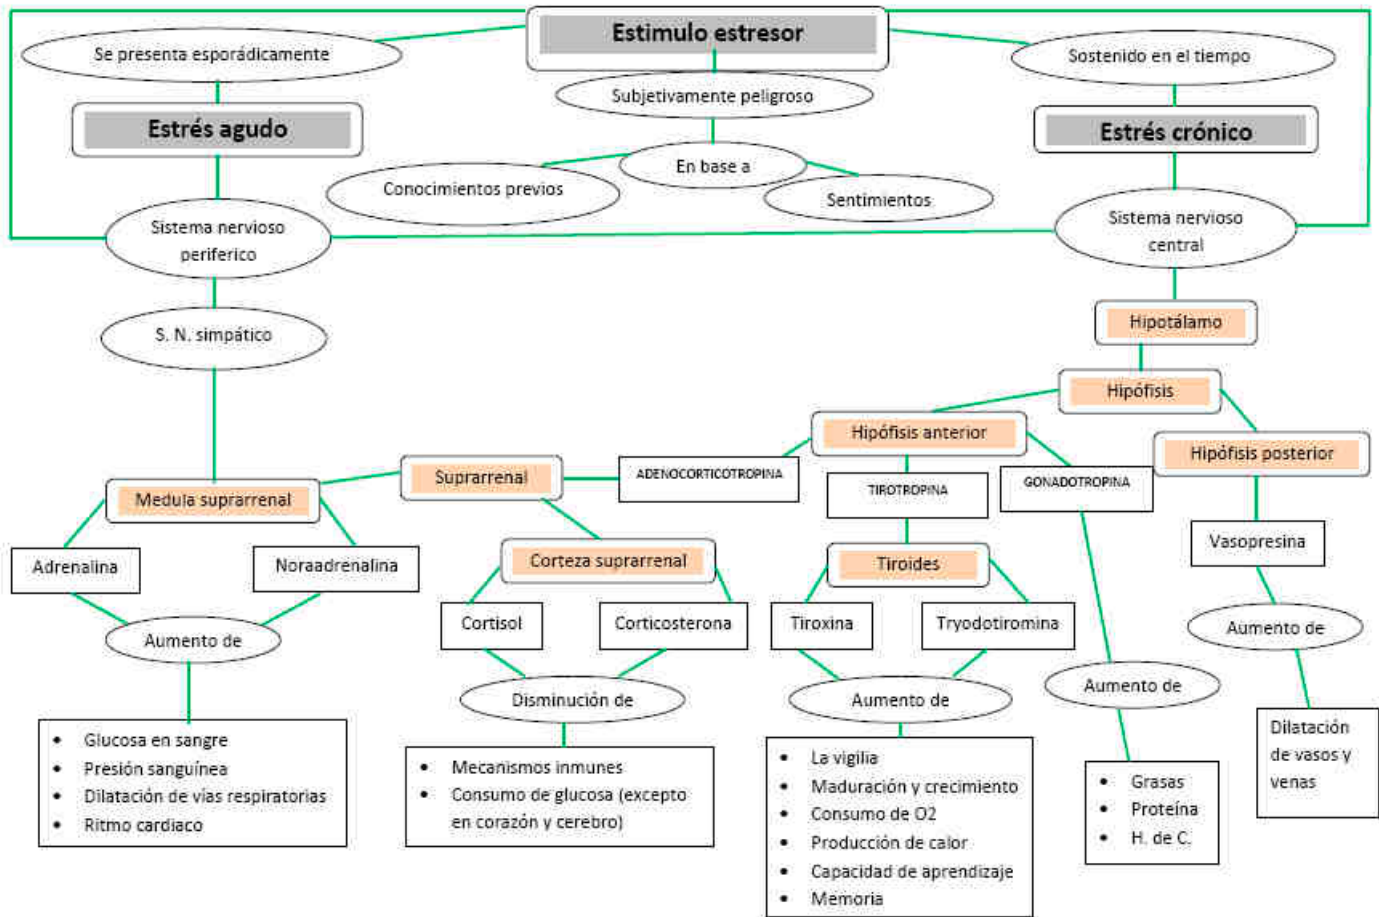 Estimulo estresor
Se presenta esporádicamente
Sostenido en el tiempo
Subjetivamente peligroso
Estrés agudo
Estrés crónico
En base a
Conocimientos previos
Sentimientos
Sistema nervioso
periferico
Sistema nervioso
central
S. N. simpático
Hipotálamo
Hipófisis
Hipófisis anterior
Hipófisis posterior
ADENOCORTICOTROPINA
TIROTROPINA
GONADOTROPINA
Suprarrenal
Medula suprarrenal
Vasopresina
Adrenalina
Noraadrenalina
Corteza suprarrenal
Tiroides
Cortisol
Corticosterona
Tiroxina
Tryodotiromina
Aumento de
Aumento de
Disminución de
Aumento de
Aumento de
• Glucosa en sangre
• Presión sanguínea
• Dilatación de vías respiratorias
• Ritmo cardiaco
• Mecanismos inmunes
• Consumo de glucosa (excepto
en corazón y cerebro)
• La vigilia
• Maduración y crecimiento
• Consumo de O2
• Producción de calor
• Capacidad de aprendizaje
• Memoria
• Grasas
• Proteína
• H. de C.
Dilatación
de vasos y
venas